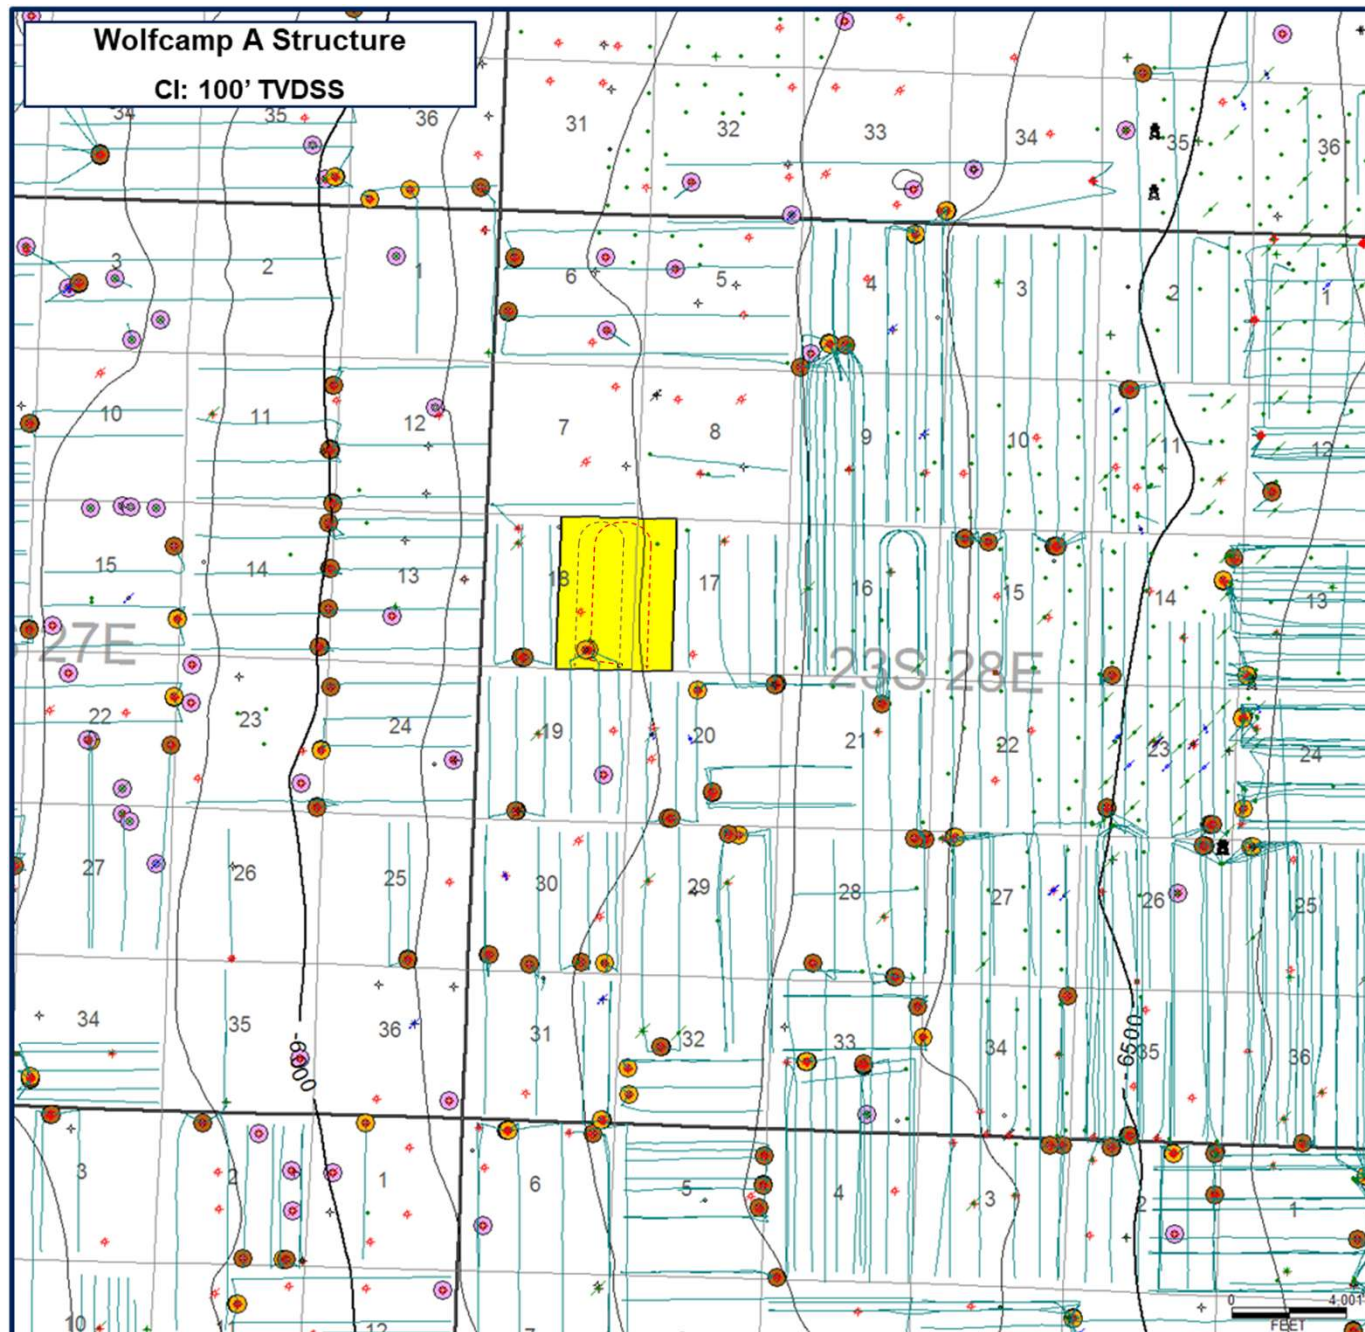 Wolfcamp A Structure
CI: 100' TVDSS
34 35 36 31 32 33 34 35 36
3 2 1 6 5 4 3 2 1
10 11 12 7 8 9 10 11 12
15 14 13 18 17 16 15 14 13
27E 23S 28E
22 23 24 19 20 21 22 23 24
27 26 25 30 29 28 27 26 25
34 35 36 31 32 33 34 35 36
-6000 -6500
3 2 1 6 5 4 3 2 1
10 11 12 7
0 4,001
FEET